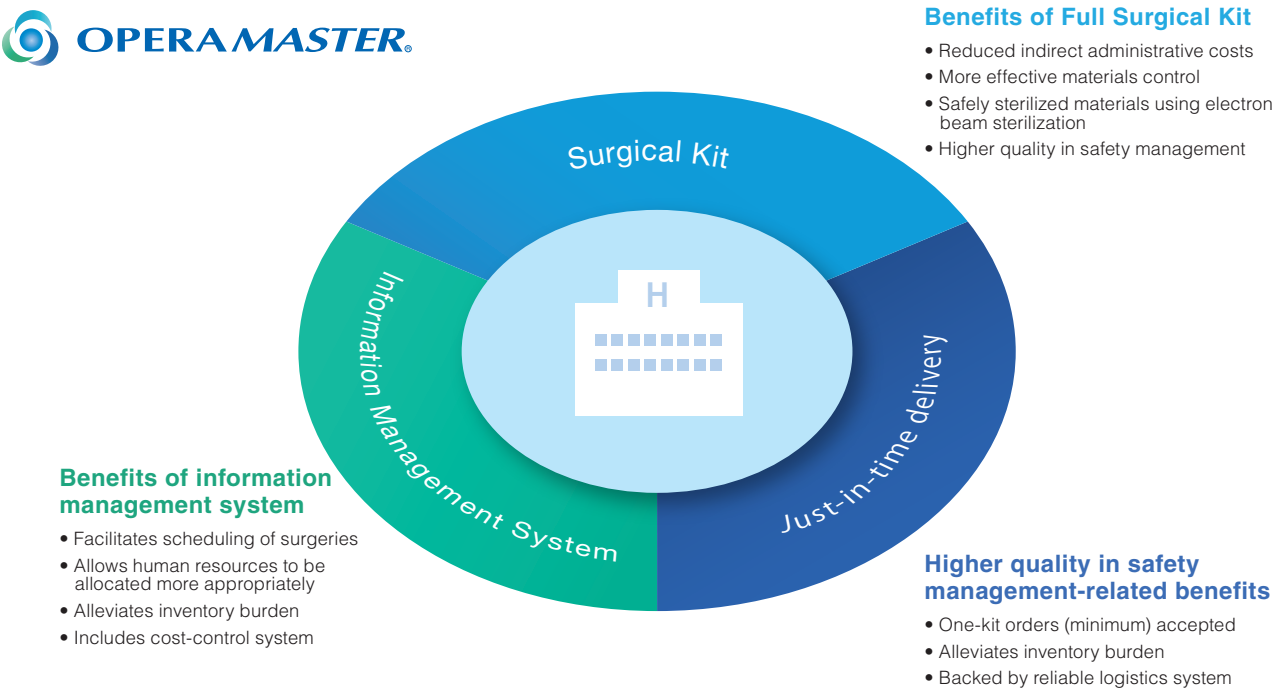 OPERAMASTER®
Benefits of Full Surgical Kit
• Reduced indirect administrative costs
• More effective materials control
• Safely sterilized materials using electron
beam sterilization
• Higher quality in safety management
Surgical Kit
H
Information Management System
Just-in-time delivery
Benefits of information
management system
• Facilitates scheduling of surgeries
• Allows human resources to be
allocated more appropriately
• Alleviates inventory burden
• Includes cost-control system
Higher quality in safety
management-related benefits
• One-kit orders (minimum) accepted
• Alleviates inventory burden
• Backed by reliable logistics system